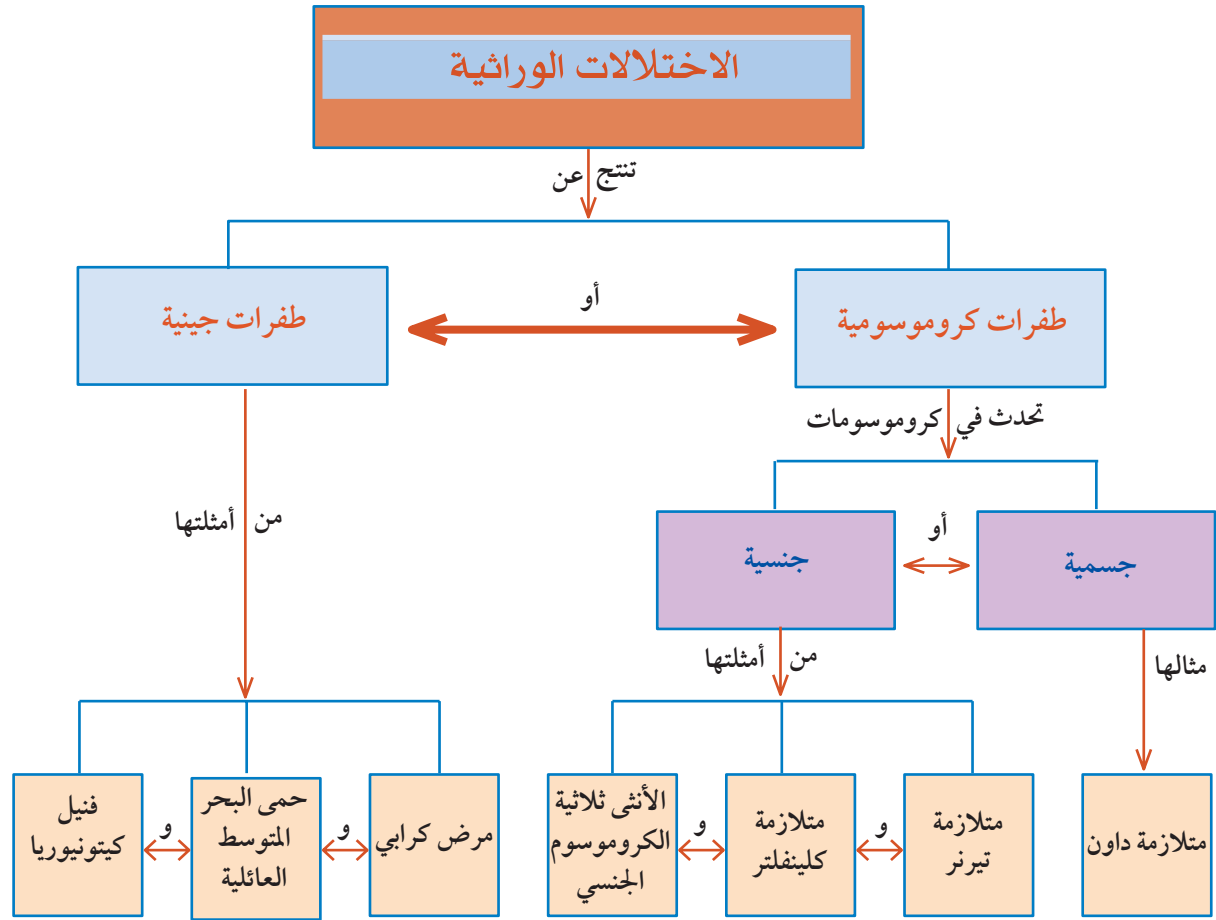 الاختلالات الوراثية
تنتج عن
طفرات كروموسومية
أو
طفرات جينية
تحدث في كروموسومات
من أمثلتها
جسمية
أو
جنسية
مثالها
من أمثلتها
متلازمة داون
متلازمة
تيرنر
و
متلازمة
كلينفلتر
و
الأنثى ثلاثية
الكروموسوم
الجنسي
مرض كرابي
و
حمى البحر
المتوسط
العائلية
و
فنيل
كيتونيوريا